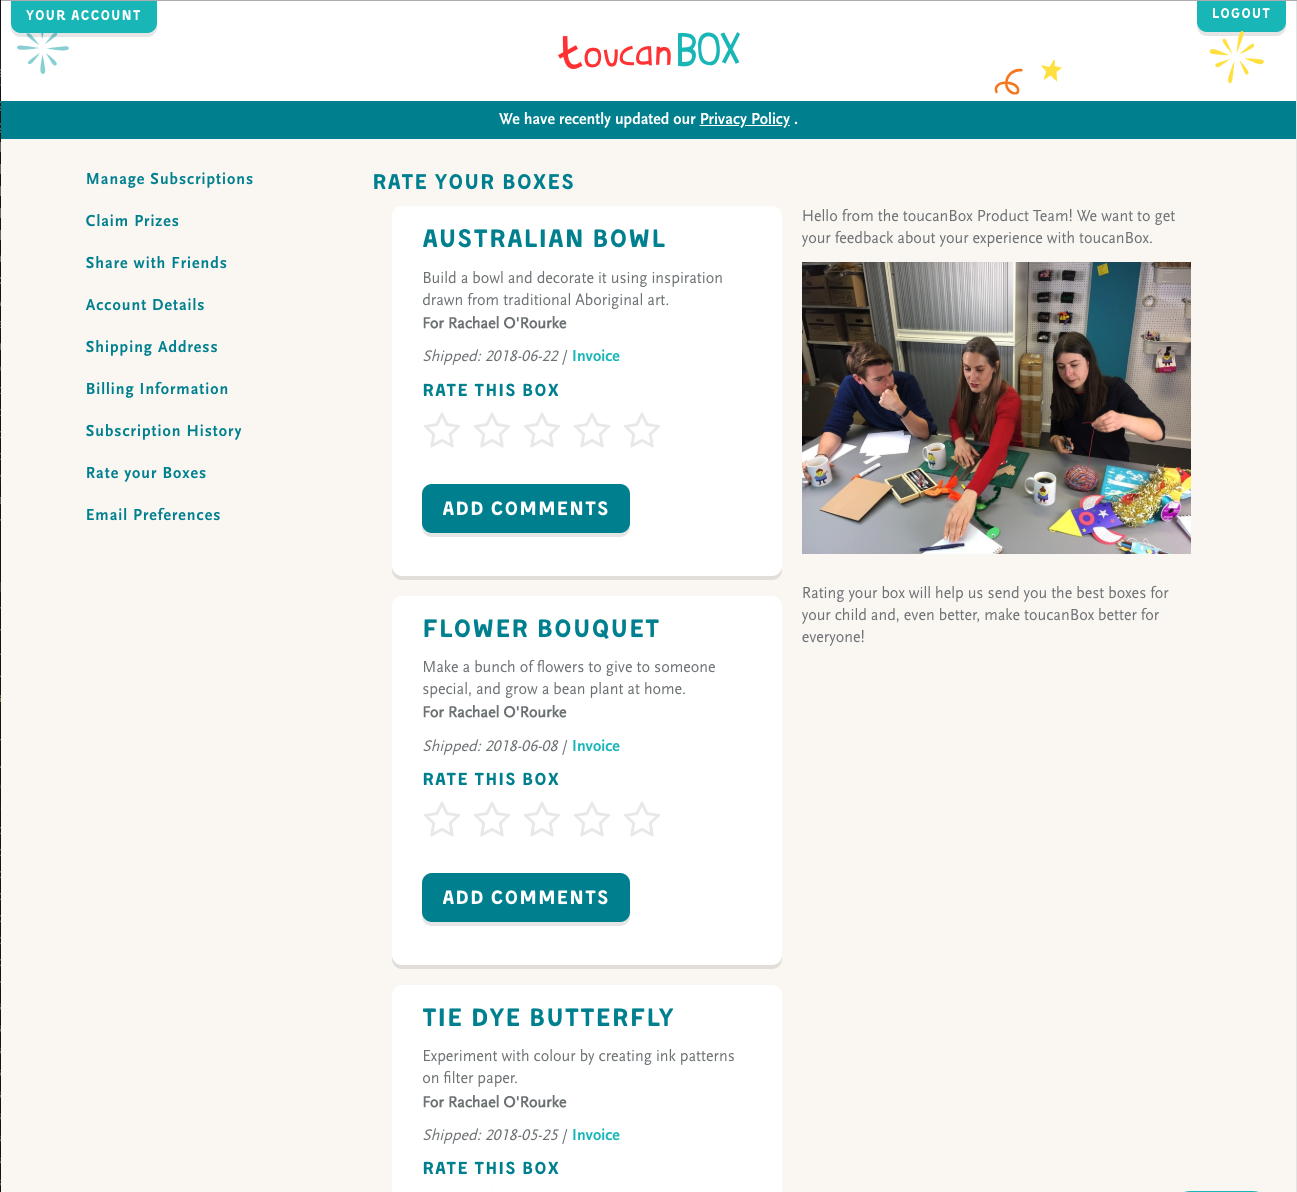 YOUR ACCOUNT
LOGOUT
toucanBOX
We have recently updated our Privacy Policy .
Manage Subscriptions
Claim Prizes
Share with Friends
Account Details
Shipping Address
Billing Information
Subscription History
Rate your Boxes
Email Preferences
RATE YOUR BOXES
AUSTRALIAN BOWL
Build a bowl and decorate it using inspiration
drawn from traditional Aboriginal art.
For Rachael O'Rourke
Shipped: 2018-06-22 / Invoice
RATE THIS BOX
ADD COMMENTS
FLOWER BOUQUET
Make a bunch of flowers to give to someone
special, and grow a bean plant at home.
For Rachael O'Rourke
Shipped: 2018-06-08 / Invoice
RATE THIS BOX
ADD COMMENTS
TIE DYE BUTTERFLY
Experiment with colour by creating ink patterns
on filter paper.
For Rachael O'Rourke
Shipped: 2018-05-25 / Invoice
RATE THIS BOX
Hello from the toucanBox Product Team! We want to get
your feedback about your experience with toucanBox.
Rating your box will help us send you the best boxes for
your child and, even better, make toucanBox better for
everyone!